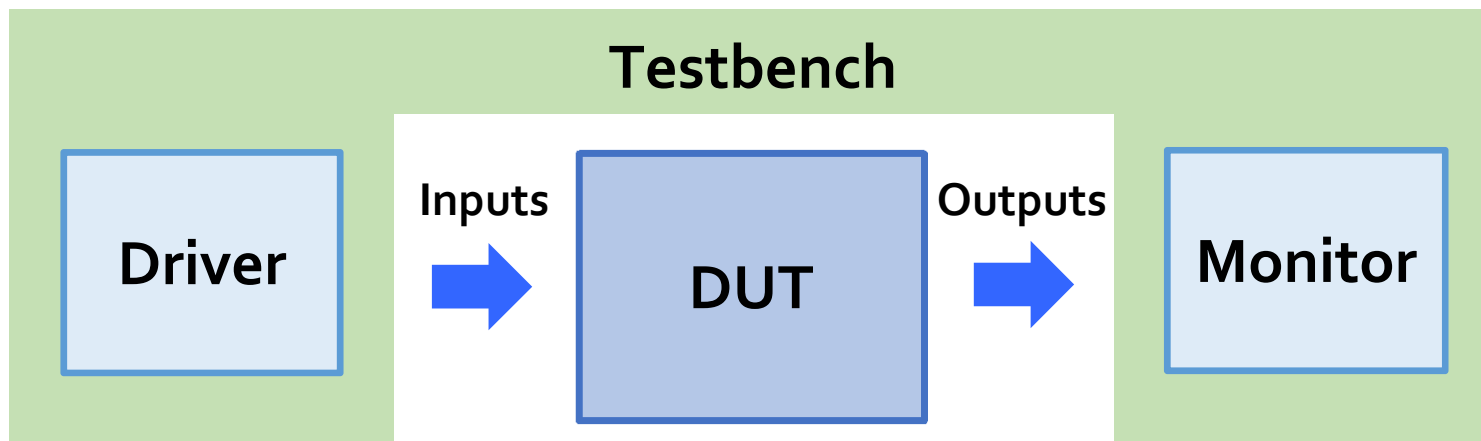 Testbench
Driver
Inputs
DUT
Outputs
Monitor